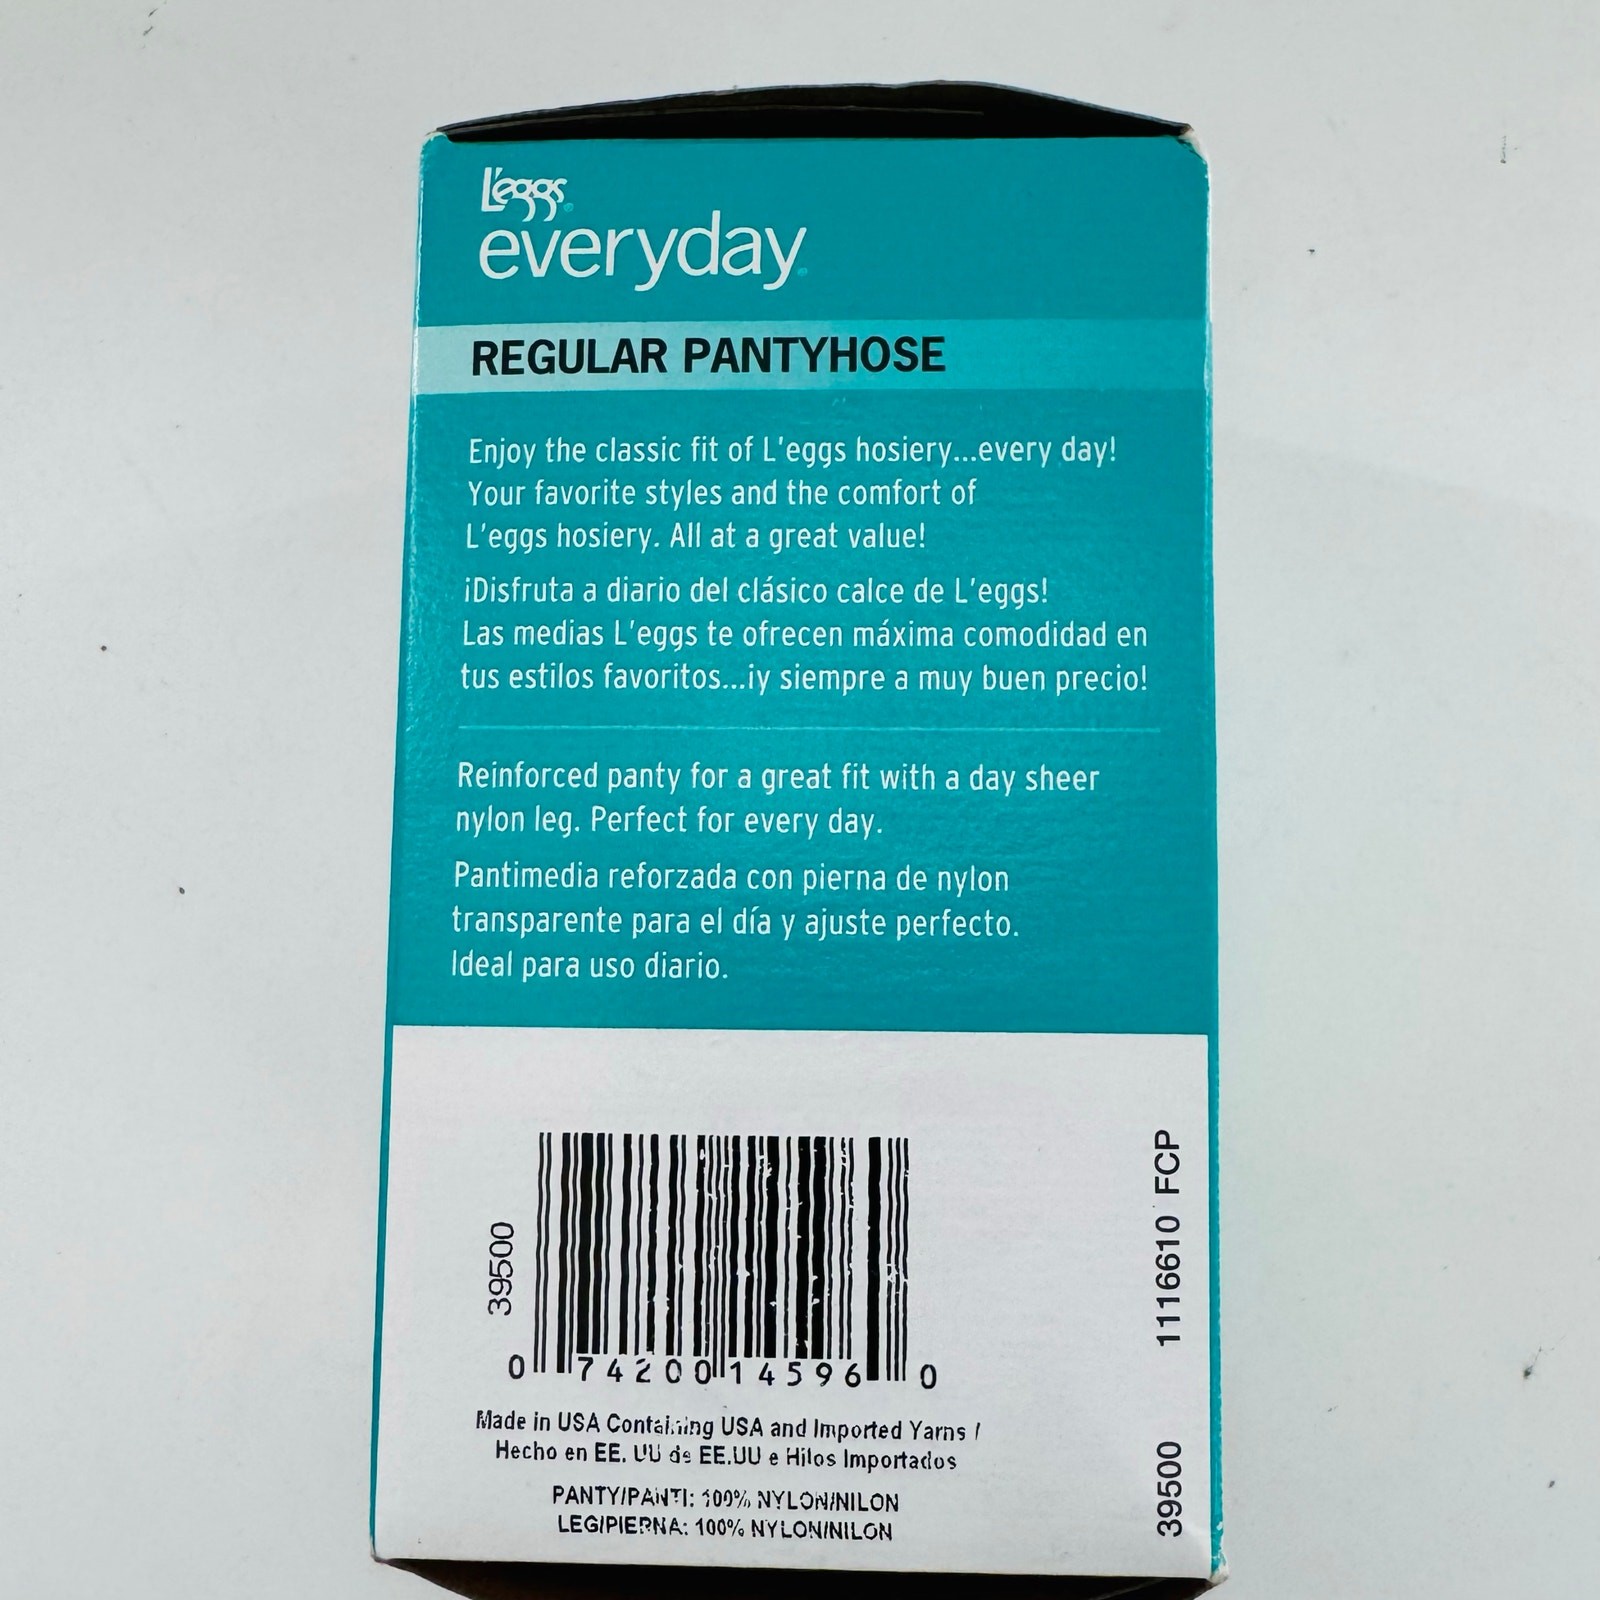 L'eggs®
everyday®
REGULAR PANTYHOSE
Enjoy the classic fit of L'eggs hosiery...every day!
Your favorite styles and the comfort of
L'eggs hosiery. All at a great value!
¡Disfruta a diario del clásico calce de L'eggs!
Las medias L'eggs te ofrecen máxima comodidad en
tus estilos favoritos...¡y siempre a muy buen precio!
Reinforced panty for a great fit with a day sheer
nylon leg. Perfect for every day.
Pantimedia reforzada con pierna de nylon
transparente para el día y ajuste perfecto.
Ideal para uso diario.
39500
0 74200 14596 0
Made in USA Containing USA and Imported Yarns /
Hecho en EE. UU de EE.UU e Hilos Importados
PANTY/PANTI: 100% NYLON/NILON
LEG/PIERNA: 100% NYLON/NILON
39500 1116610 FCP